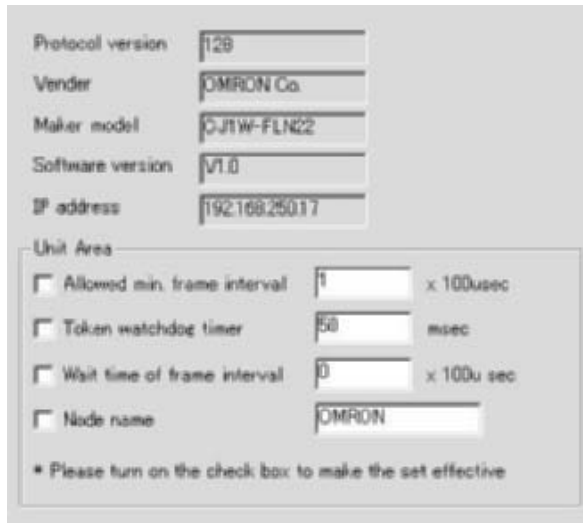 Protocol version 128
Vender OMRON Co.
Maker model CJ1W-FLN22
Software version V1.0
IP address 192.168.250.17
Unit Area
Allowed min. frame interval 1 x 100usec
Token watchdog timer 50 msec
Wait time of frame interval 0 x 100u sec
Node name OMRON
* Please turn on the check box to make the set effective